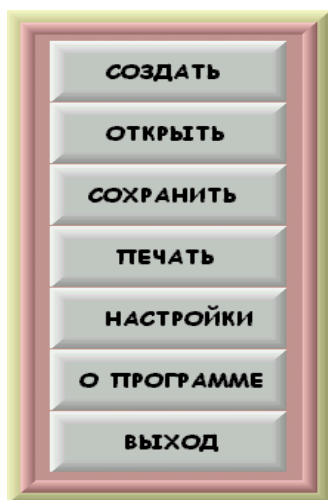 СОЗДАТЬ
ОТКРЫТЬ
СОХРАНИТЬ
ПЕЧАТЬ
НАСТРОЙКИ
О ПРОГРАММЕ
ВЫХОД